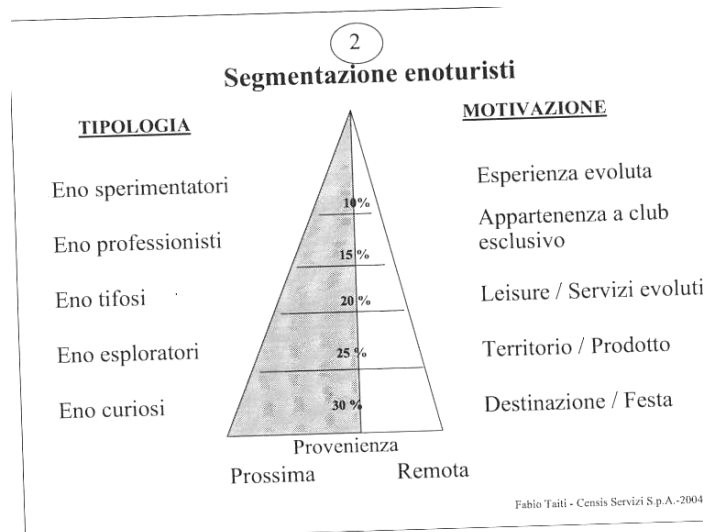 2
Segmentazione enoturisti
TIPOLOGIA
MOTIVAZIONE
Eno sperimentatori
10%
Esperienza evoluta
Eno professionisti
15 %
Appartenenza a club
esclusivo
Eno tifosi
20 %
Leisure / Servizi evoluti
Eno esploratori
25 %
Territorio / Prodotto
Eno curiosi
30 %
Destinazione / Festa
Provenienza
Prossima
Remota
Fabio Taiti - Censis Servizi S.p.A.-2004